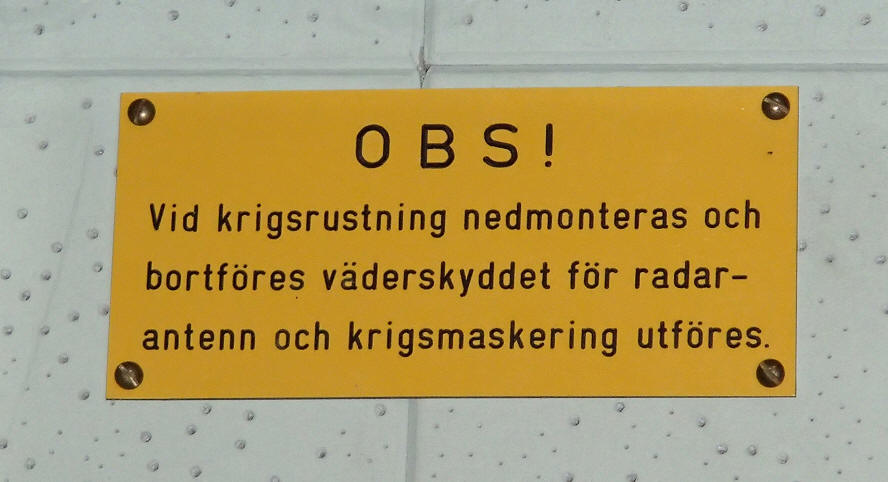 OBS!
Vid krigsrustning nedmonteras och
bortföres väderskyddet för radar-
antenn och krigsmaskering utföres.